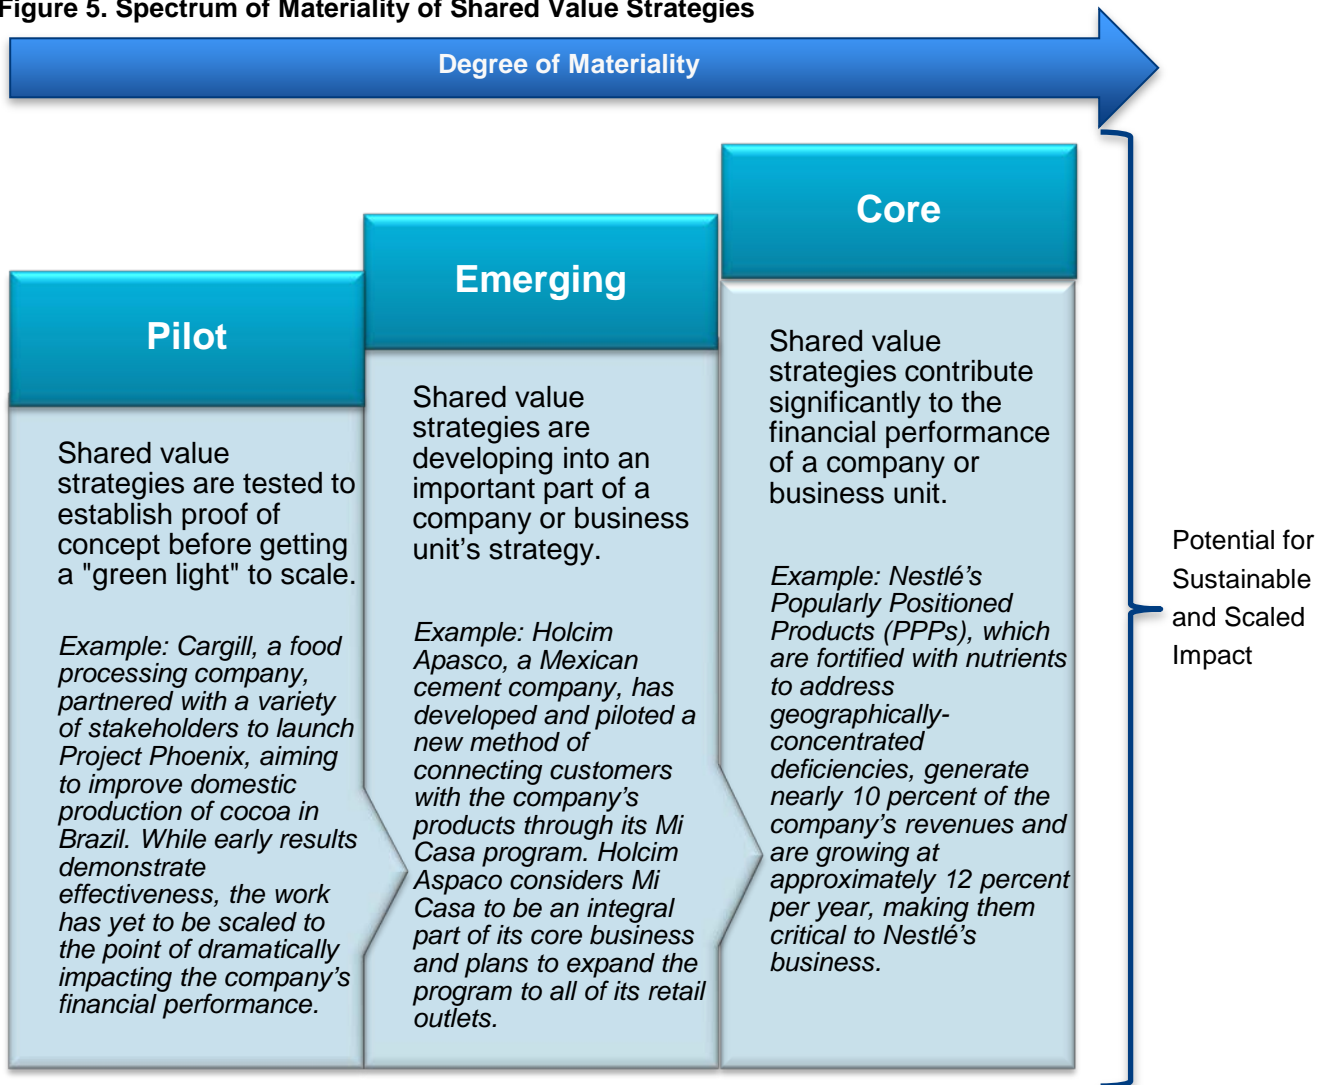 Figure 5. Spectrum of Materiality of Shared Value Strategies
Degree of Materiality
Pilot
Shared value
strategies are tested to
establish proof of
concept before getting
a "green light" to scale.
Example: Cargill, a food
processing company,
partnered with a variety
of stakeholders to launch
Project Phoenix, aiming
to improve domestic
production of cocoa in
Brazil. While early results
demonstrate
effectiveness, the work
has yet to be scaled to
the point of dramatically
impacting the company’s
financial performance.
Emerging
Shared value
strategies are
developing into an
important part of a
company or business
unit’s strategy.
Example: Holcim
Apasco, a Mexican
cement company, has
developed and piloted a
new method of
connecting customers
with the company’s
products through its Mi
Casa program. Holcim
Aspaco considers Mi
Casa to be an integral
part of its core business
and plans to expand the
program to all of its retail
outlets.
Core
Shared value
strategies contribute
significantly to the
financial performance
of a company or
business unit.
Example: Nestlé’s
Popularly Positioned
Products (PPPs), which
are fortified with nutrients
to address
geographically-
concentrated
deficiencies, generate
nearly 10 percent of the
company’s revenues and
are growing at
approximately 12 percent
per year, making them
critical to Nestlé’s
business.
Potential for
Sustainable
and Scaled
Impact